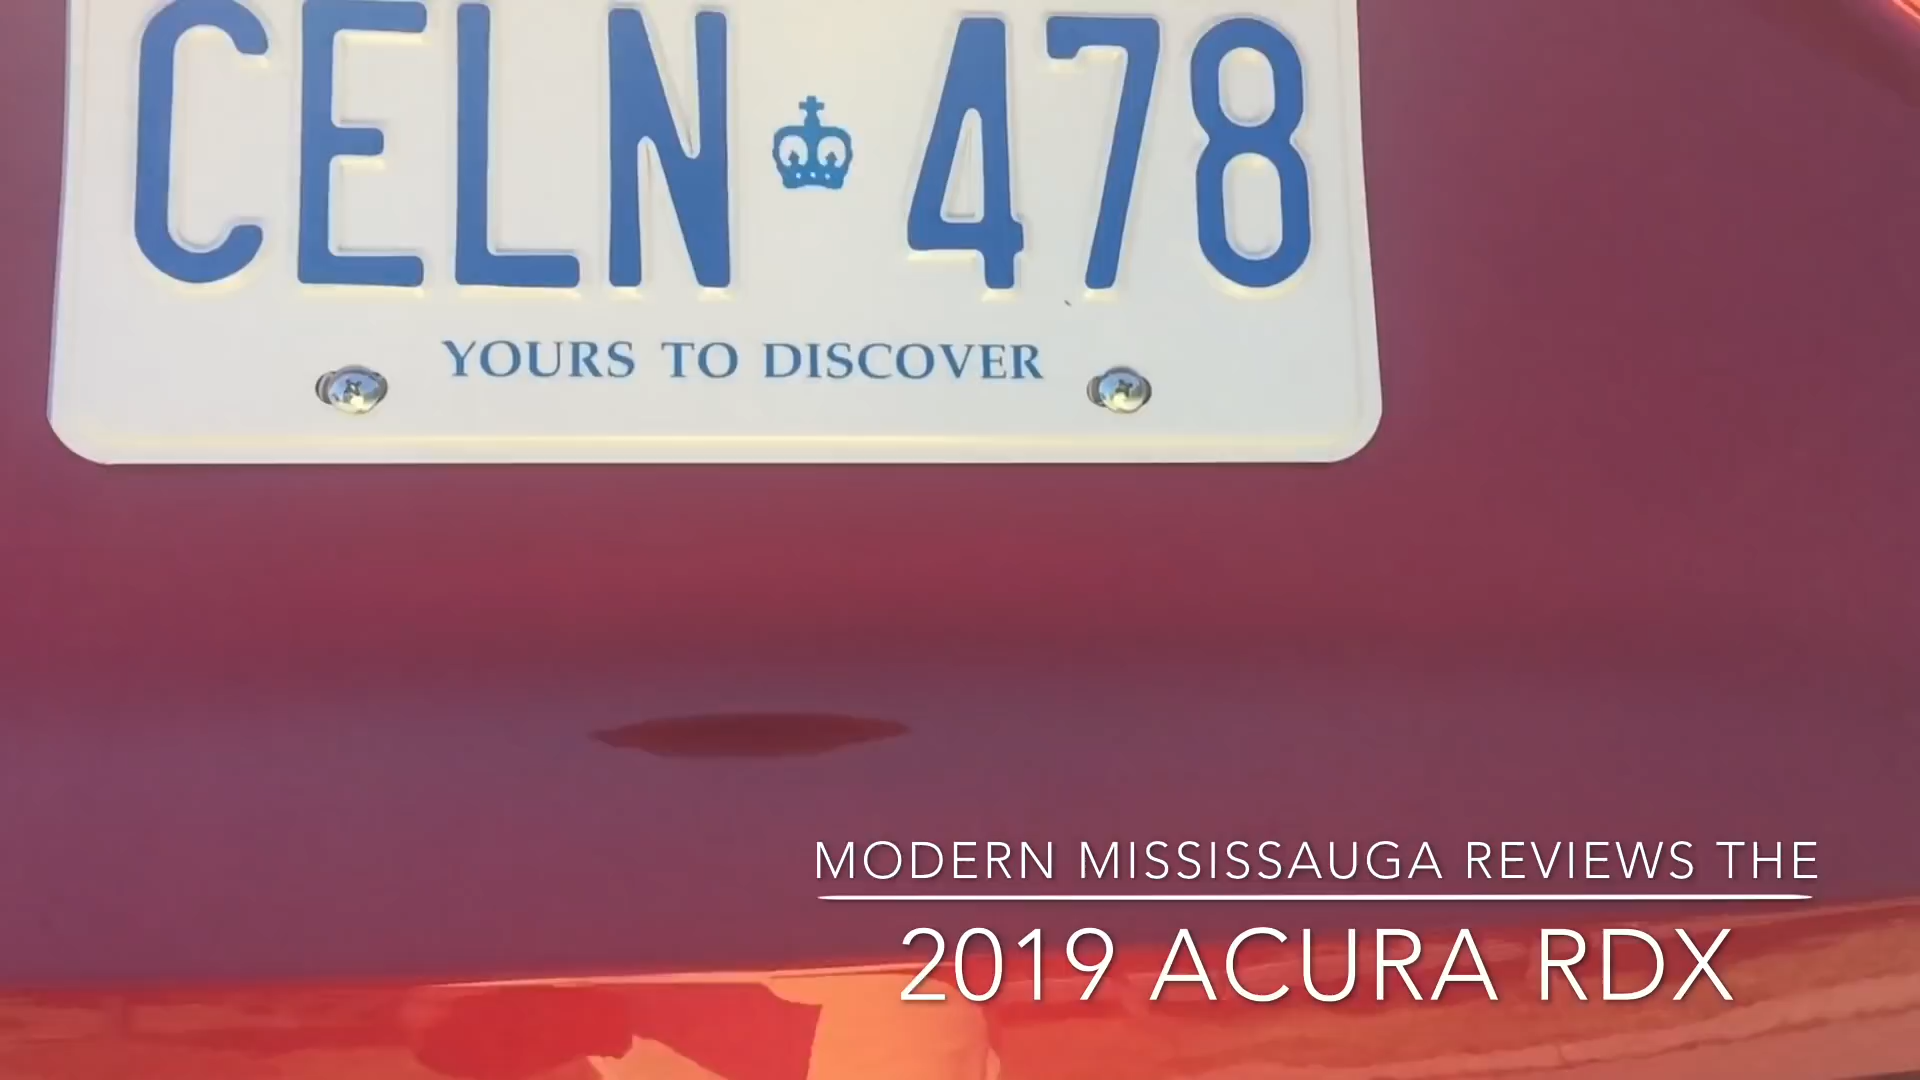 CELN 478
YOURS TO DISCOVER
MODERN MISSISSAUGA REVIEWS THE
2019 ACURA RDX